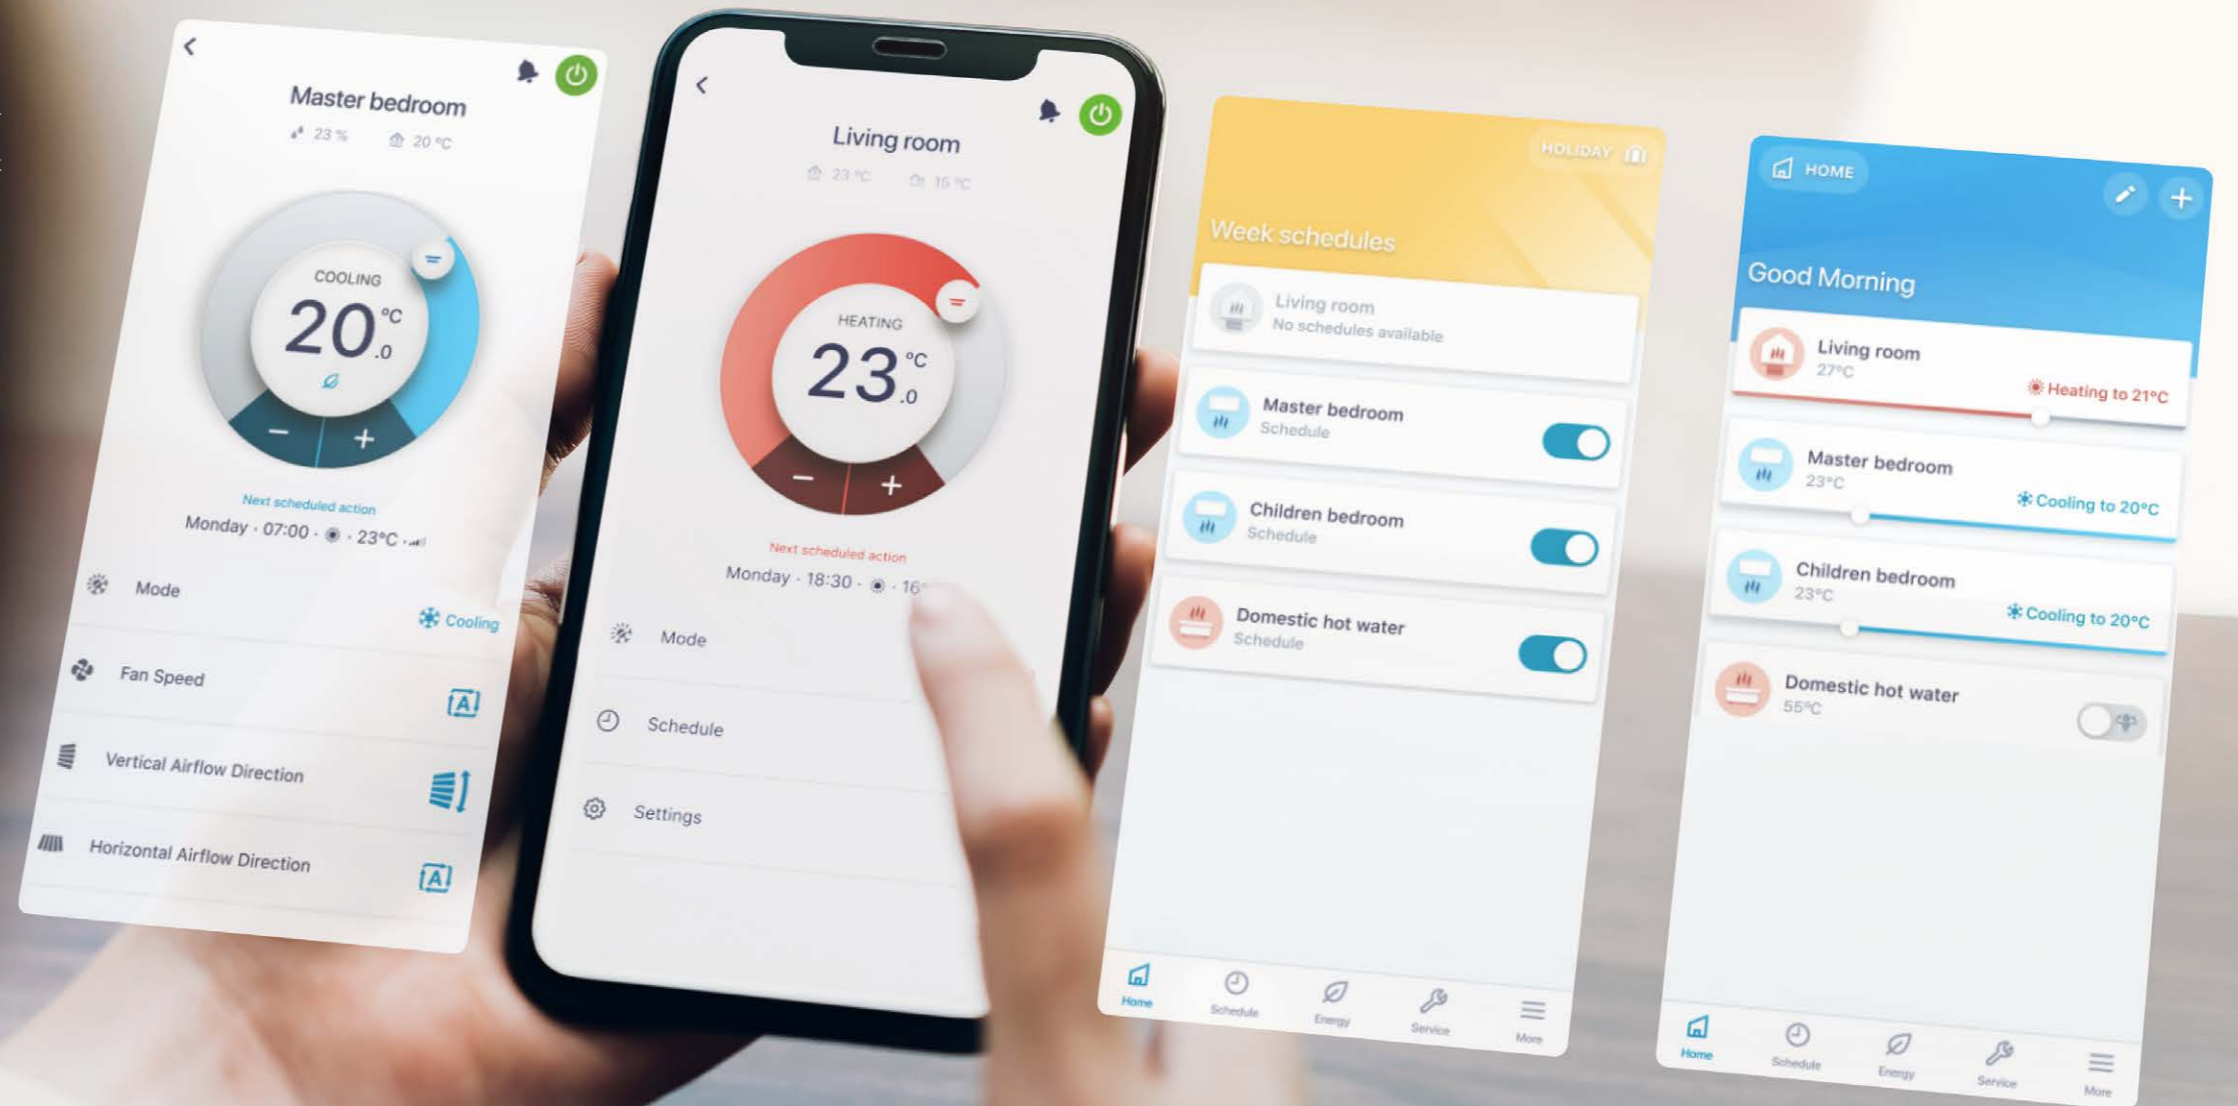 Master bedroom
23 %
20 °C
COOLING
20.0 °C
Next scheduled action
Monday · 07:00 · · 23°C ·
Mode
Cooling
Fan Speed
A
Vertical Airflow Direction
Horizontal Airflow Direction
A
Living room
23 °C
15 °C
HEATING
23.0 °C
Next scheduled action
Monday · 18:30 · · 16°
Mode
Schedule
Settings
HOLIDAY
Week schedules
Living room
No schedules available
Master bedroom
Schedule
Children bedroom
Schedule
Domestic hot water
Schedule
Home
Schedule
Energy
Service
More
HOME
Good Morning
Living room
27°C
Heating to 21°C
Master bedroom
23°C
Cooling to 20°C
Children bedroom
23°C
Cooling to 20°C
Domestic hot water
55°C
Home
Schedule
Energy
Service
More